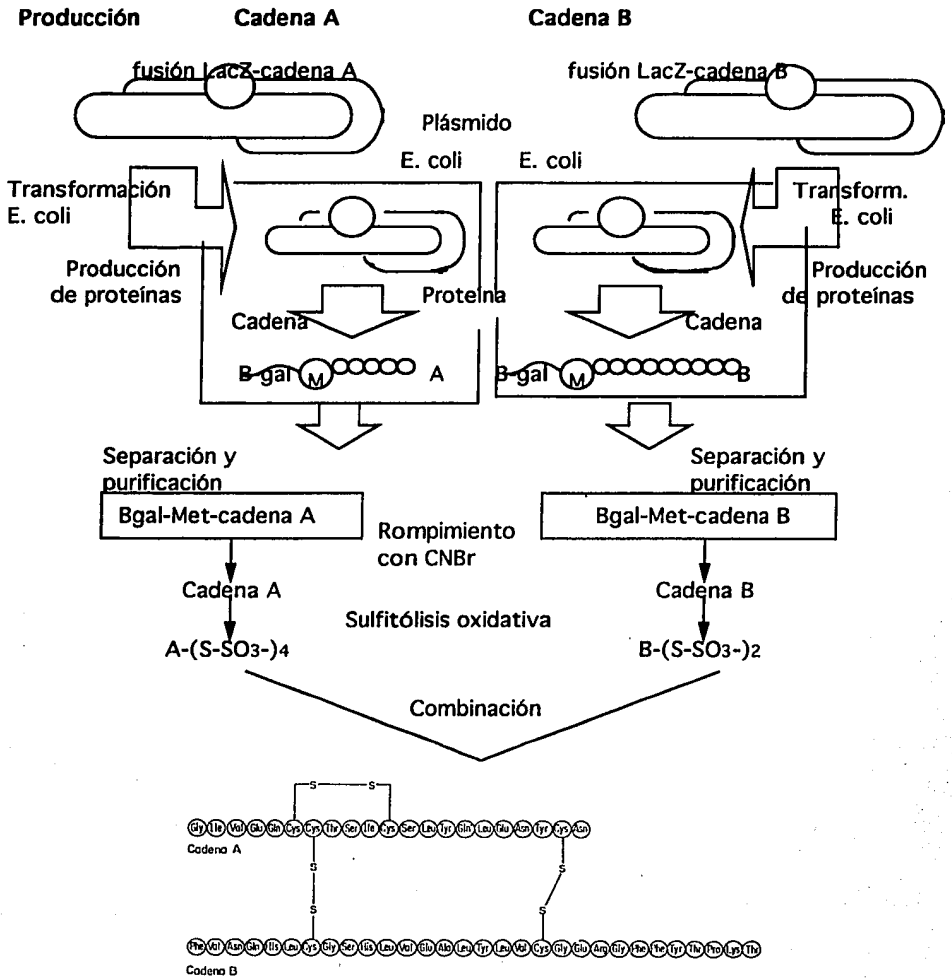 Producción Cadena A Cadena B
fusión LacZ-cadena A fusión LacZ-cadena B
Plásmido
E. coli E. coli
Transformación
E. coli
Transform.
E. coli
Producción
de proteínas
Proteína
Producción
de proteínas
Cadena Cadena
B-gal M A B-gal M B
Separación y
purificación
Separación y
purificación
Bgal-Met-cadena A Bgal-Met-cadena B
Rompimiento
con CNBr
Cadena A Cadena B
Sulfitólisis oxidativa
A-(S-SO3-)4 B-(S-SO3-)2
Combinación
S S
Gly Ile Val Glu Gln Cys Cys Thr Ser Ile Cys Ser Leu Tyr Gln Leu Glu Asn Tyr Cys Asn
Cadena A
S S
S S
Phe Val Asn Gln His Leu Cys Gly Ser His Leu Val Glu Ala Leu Tyr Leu Val Cys Gly Glu Arg Gly Phe Phe Tyr Thr Pro Lys Thr
Cadena B